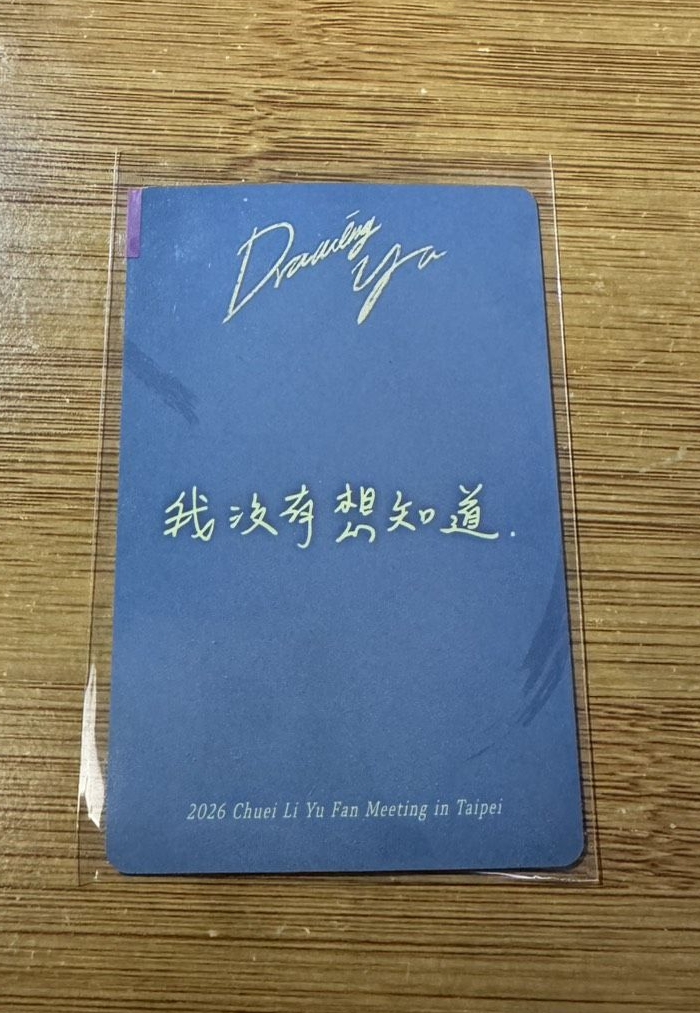 Drawing
Yu
我沒有想知道.
2026 Chuei Li Yu Fan Meeting in Taipei